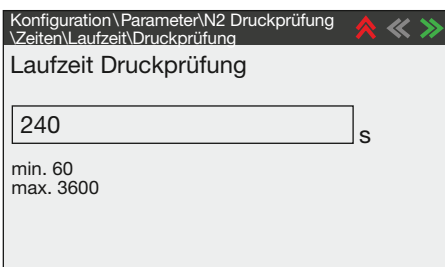 Konfiguration\Parameter\N2 Druckprüfung
\Zeiten\Laufzeit\Druckprüfung
Laufzeit Druckprüfung
240
s
min. 60
max. 3600